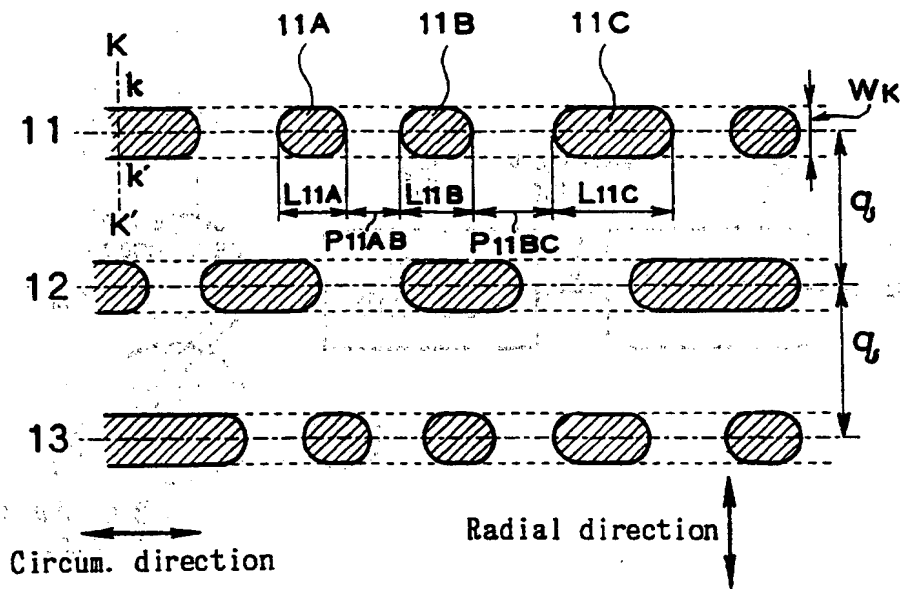 11A 11B 11C
K
k
WK
11
k'
L11A L11B L11C
K'
P11AB P11BC
q
12
q
13
Radial direction
Circum. direction